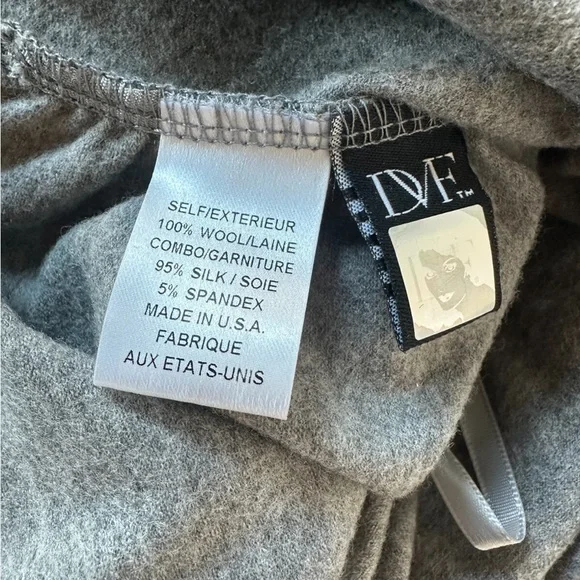 SELF/EXTERIEUR
100% WOOL/LAINE
COMBO/GARNITURE
95% SILK / SOIE
5% SPANDEX
MADE IN U.S.A.
FABRIQUE
AUX ETATS-UNIS
DVF™